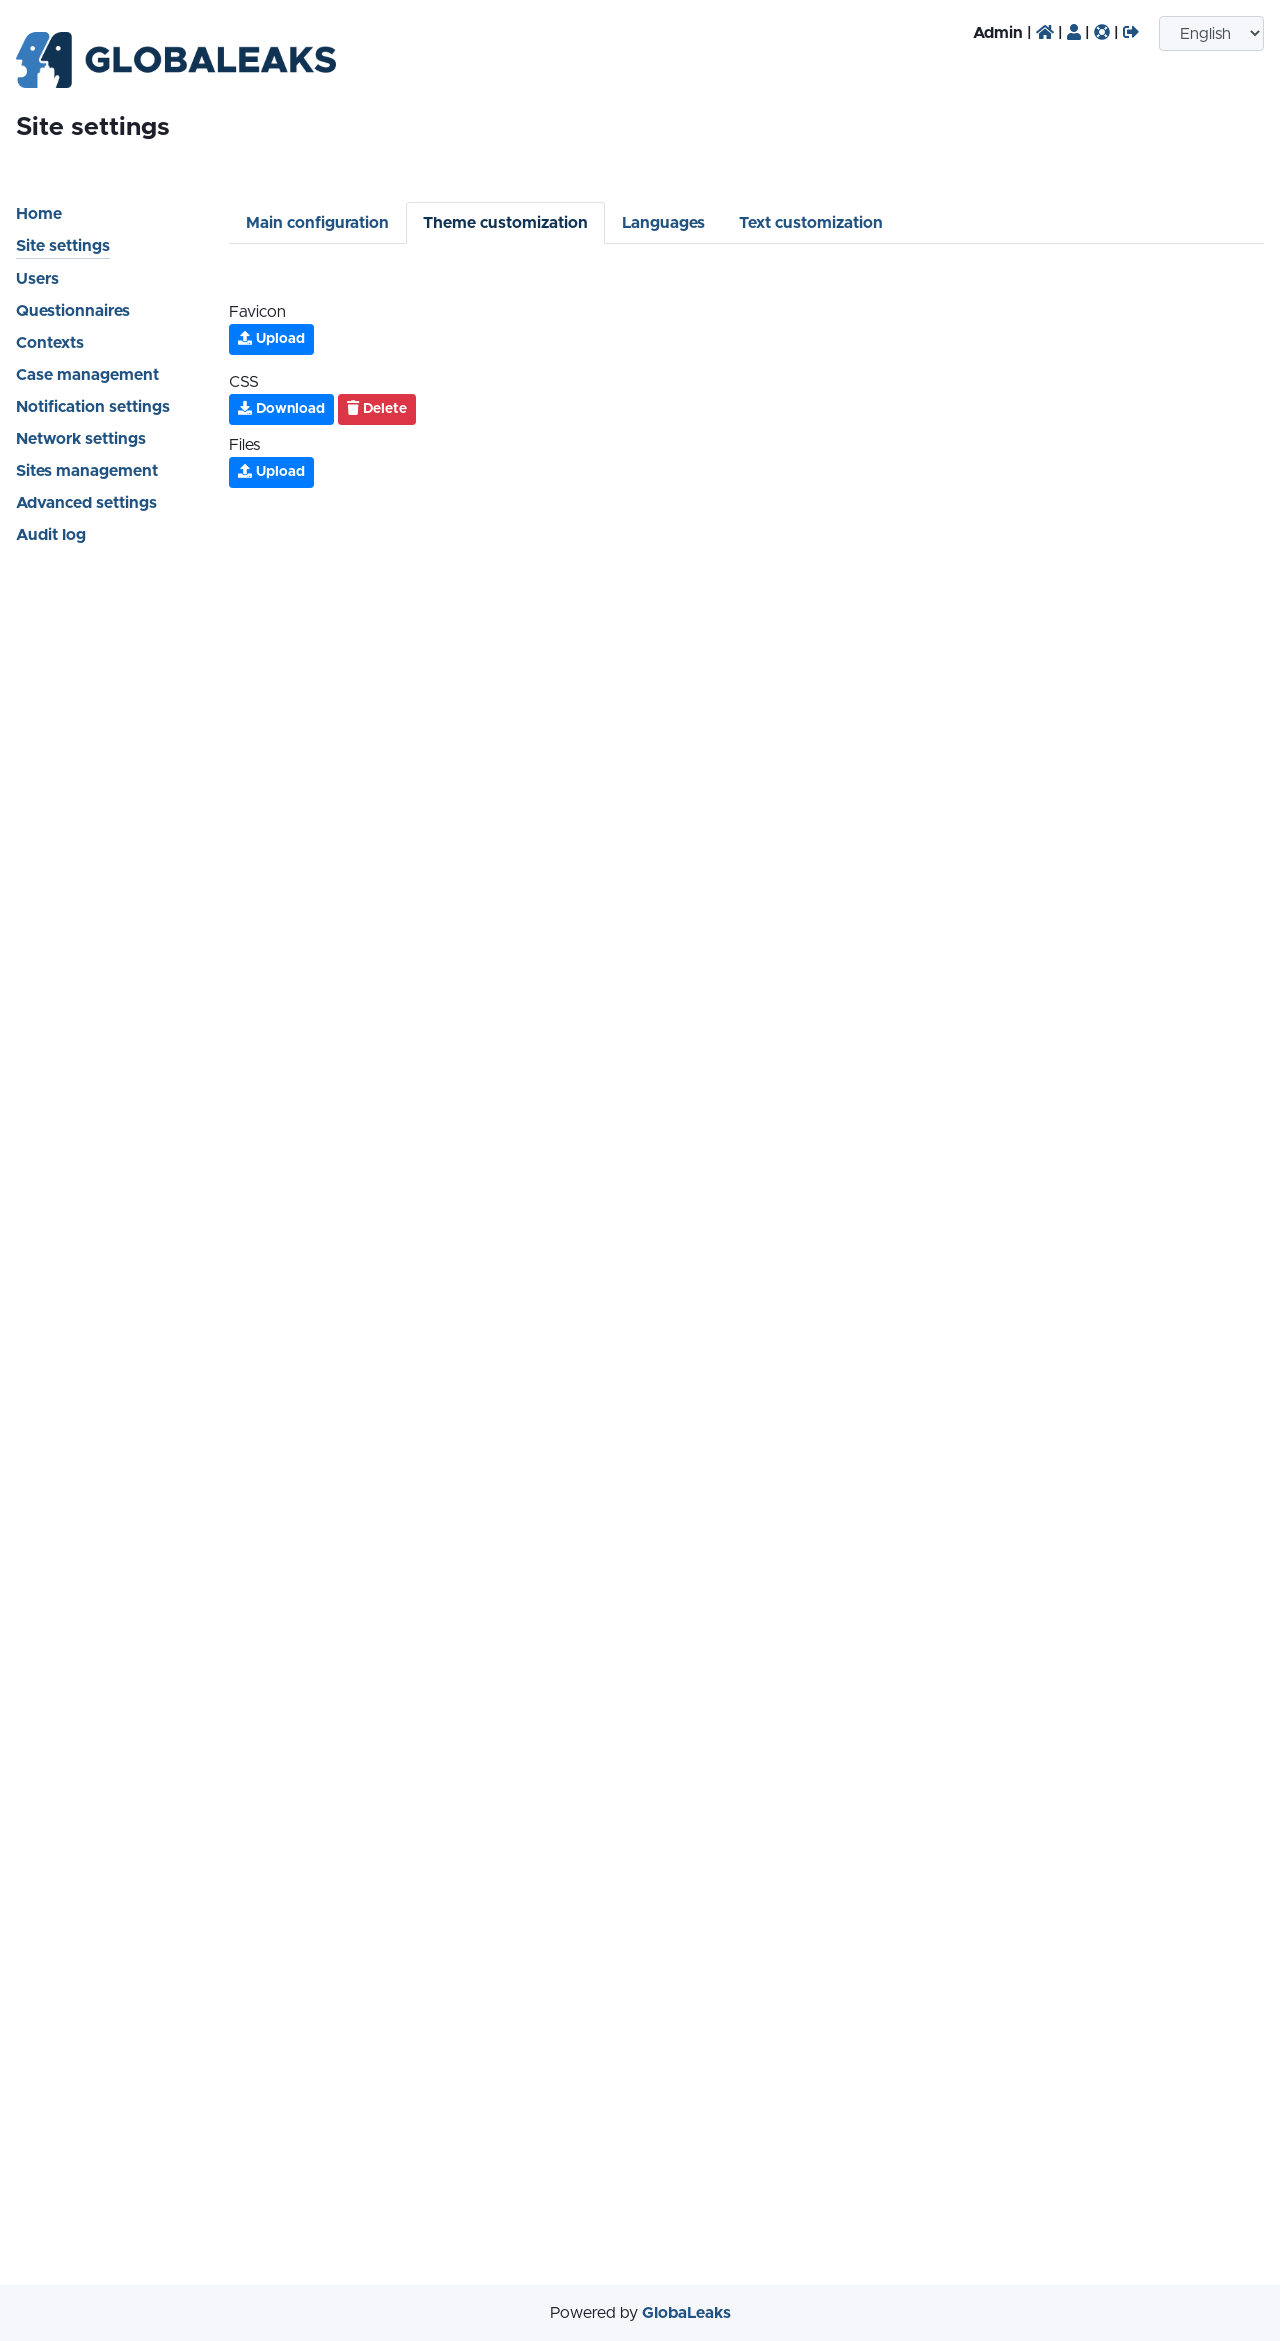 GLOBALEAKS
Admin | | | |
English
Site settings
Home
Site settings
Users
Questionnaires
Contexts
Case management
Notification settings
Network settings
Sites management
Advanced settings
Audit log
Main configuration
Theme customization
Languages
Text customization
Favicon
Upload
CSS
Download Delete
Files
Upload
Powered by GlobaLeaks